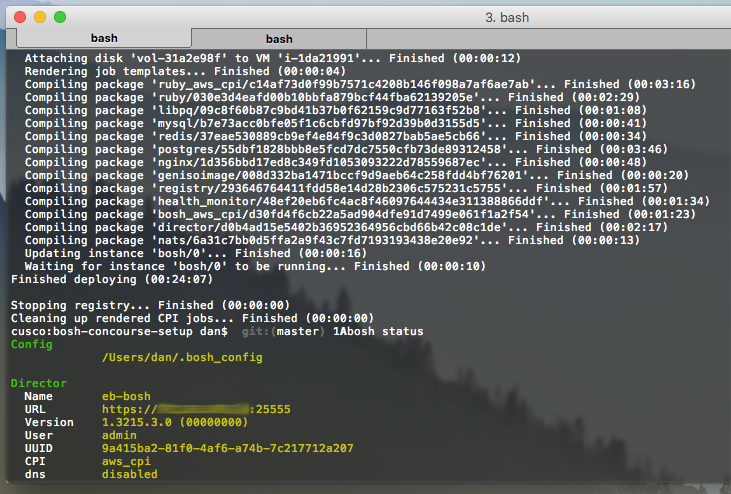 3. bash
bash bash
Attaching disk 'vol-31a2e98f' to VM 'i-1da21991'... Finished (00:00:12)
Rendering job templates... Finished (00:00:04)
Compiling package 'ruby_aws_cpi/c14af73d0f99b7571c4208b146f098a7af6ae7ab'... Finished (00:03:16)
Compiling package 'ruby/030e3d4eafd00b10bbfa879bcf44fba62139205e'... Finished (00:02:29)
Compiling package 'libpq/09c8f60b87c9bd41b37b0f62159c9d77163f52b8'... Finished (00:01:08)
Compiling package 'mysql/b7e73acc0bfe05f1c6cbfd97bf92d39b0d3155d5'... Finished (00:00:41)
Compiling package 'redis/37eae530889cb9ef4e84f9c3d0827bab5ae5cb66'... Finished (00:00:34)
Compiling package 'postgres/55dbf1828bbb8e5fcd7dc7550cfb73de89312458'... Finished (00:03:46)
Compiling package 'nginx/1d356bbd17ed8c349fd1053093222d78559687ec'... Finished (00:00:48)
Compiling package 'genisoimage/008d332ba1471bccf9d9aeb64c258fdd4bf76201'... Finished (00:00:20)
Compiling package 'registry/293646764411fdd58e14d28b2306c575231c5755'... Finished (00:01:57)
Compiling package 'health_monitor/48ef20eb6fc4ac8f46097644434e311388866ddf'... Finished (00:01:34)
Compiling package 'bosh_aws_cpi/d30fd4f6cb22a5ad904dfe91d7499e061f1a2f54'... Finished (00:01:23)
Compiling package 'director/d0b4ad15e5402b36952364956cbd66b42c08c1de'... Finished (00:02:17)
Compiling package 'nats/6a31c7bb0d5ffa2a9f43c7fd7193193438e20e92'... Finished (00:00:13)
Updating instance 'bosh/0'... Finished (00:00:16)
Waiting for instance 'bosh/0' to be running... Finished (00:00:10)
Finished deploying (00:24:07)
Stopping registry... Finished (00:00:00)
Cleaning up rendered CPI jobs... Finished (00:00:00)
cusco:bosh-concourse-setup dan$ git:(master) 1Abosh status
Config
/Users/dan/.bosh_config
Director
Name eb-bosh
URL https:// :25555
Version 1.3215.3.0 (00000000)
User admin
UUID 9a415ba2-81f0-4af6-a74b-7c217712a207
CPI aws_cpi
dns disabled